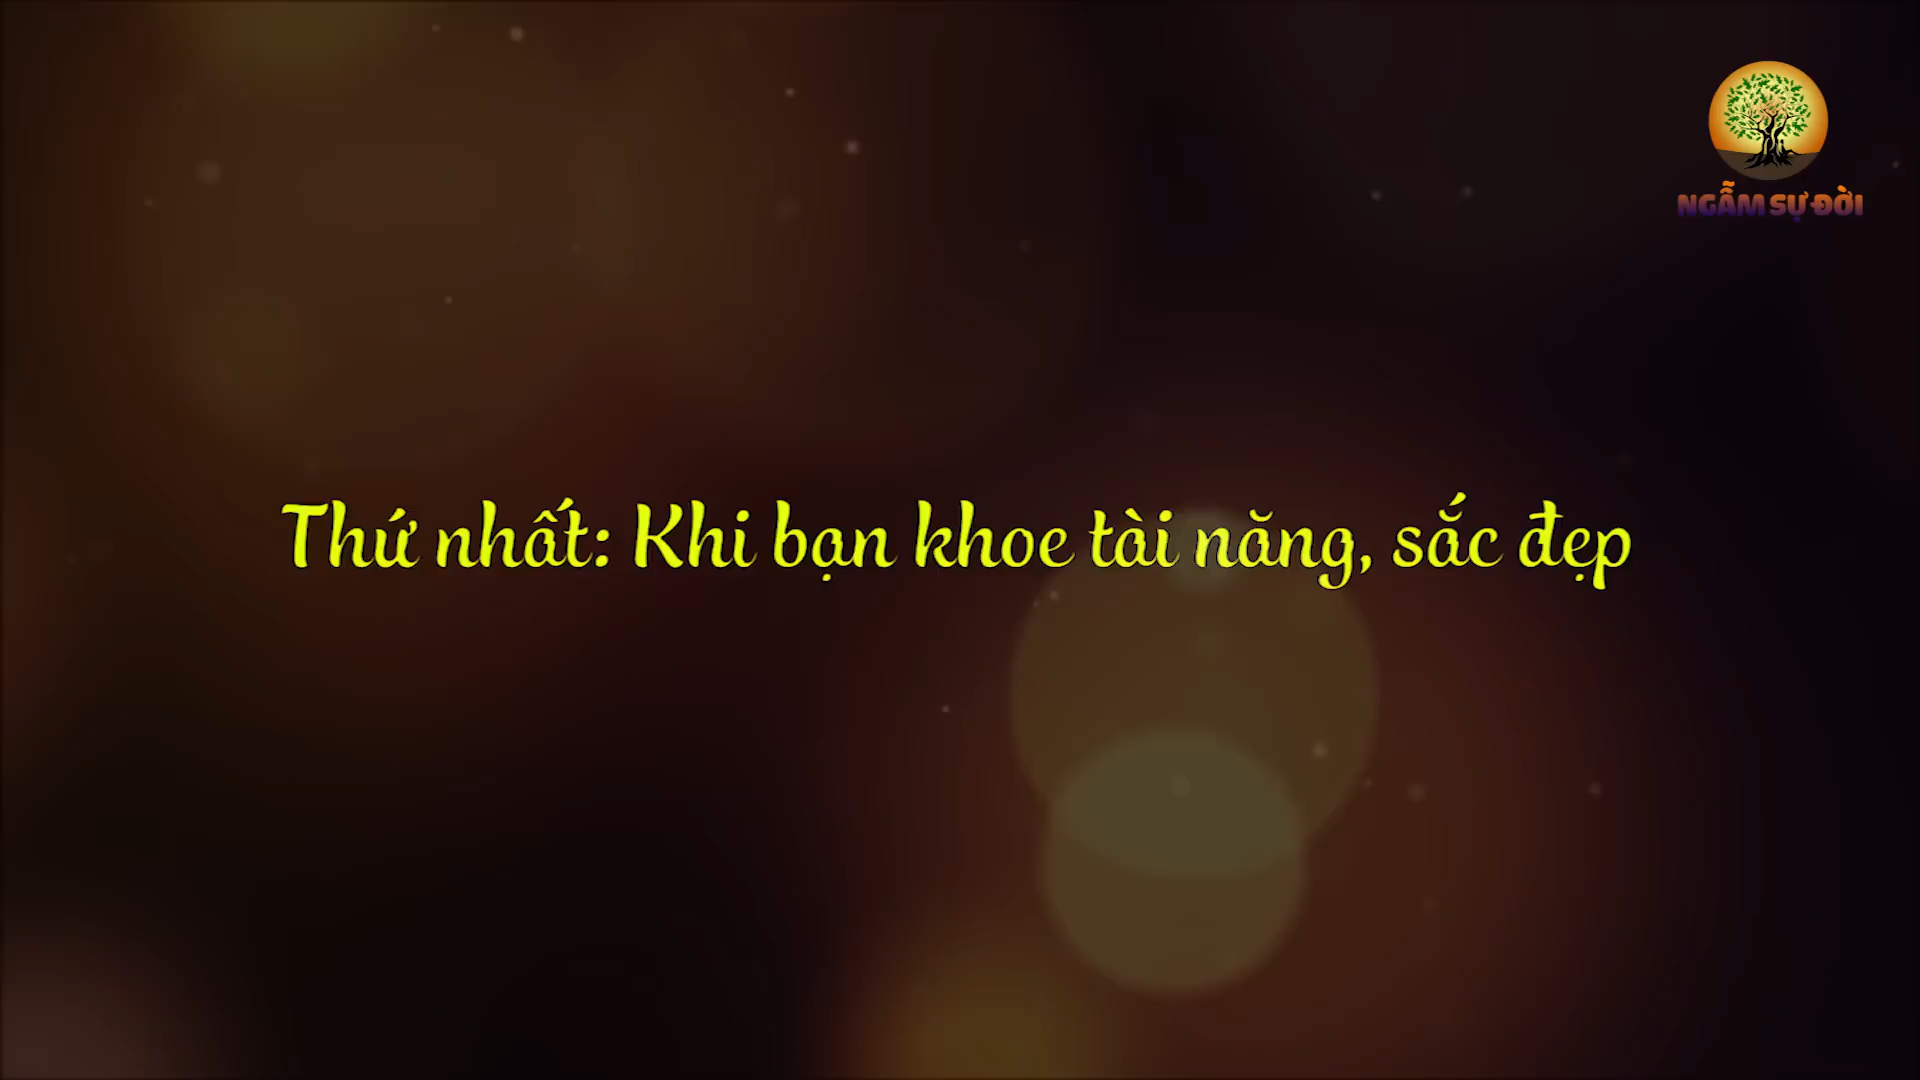 NGẪM SỰ ĐỜI
Thứ nhất: Khi bạn khoe tài năng, sắc đẹp